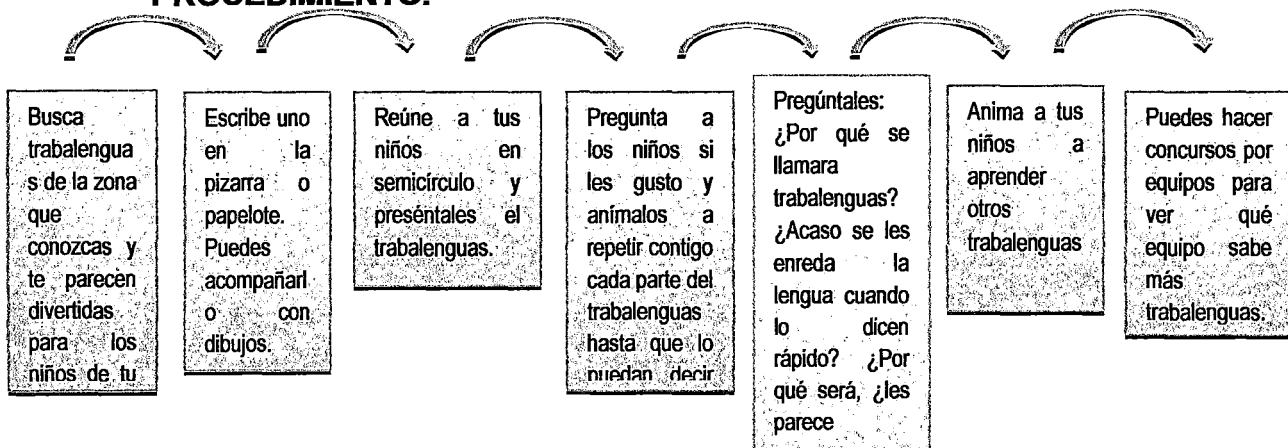 PROCEDIMIENTO:
Busca
trabalengua
s de la zona
que
conozcas y
te parecen
divertidas
para los
niños de tu
Escribe uno
en la
pizarra o
papelote.
Puedes
acompañarl
o con
dibujos.
Reúne a tus
niños en
semicírculo y
preséntales el
trabalenguas.
Pregunta a
los niños si
les gusto y
anímalos a
repetir contigo
cada parte del
trabalenguas
hasta que lo
puedan decir
Pregúntales:
¿Por qué se
llamara
trabalenguas?
¿Acaso se les
enreda la
lengua cuando
lo dicen
rápido? ¿Por
qué será, ¿les
parece
Anima a tus
niños a
aprender
otros
trabalenguas
Puedes hacer
concursos por
equipos para
ver qué
equipo sabe
más
trabalenguas.